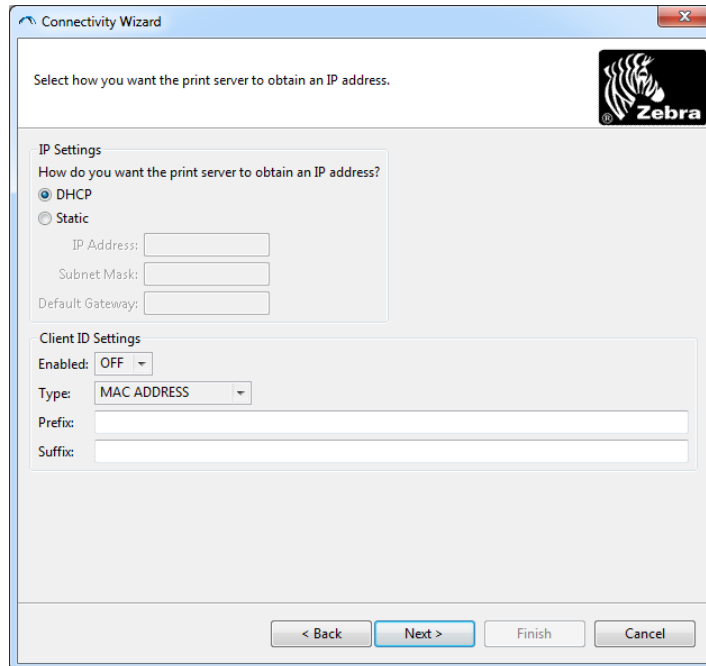 Connectivity Wizard
Select how you want the print server to obtain an IP address.
® Zebra
IP Settings
How do you want the print server to obtain an IP address?
DHCP
Static
IP Address:
Subnet Mask:
Default Gateway:
Client ID Settings
Enabled: OFF
Type: MAC ADDRESS
Prefix:
Suffix:
< Back Next > Finish Cancel